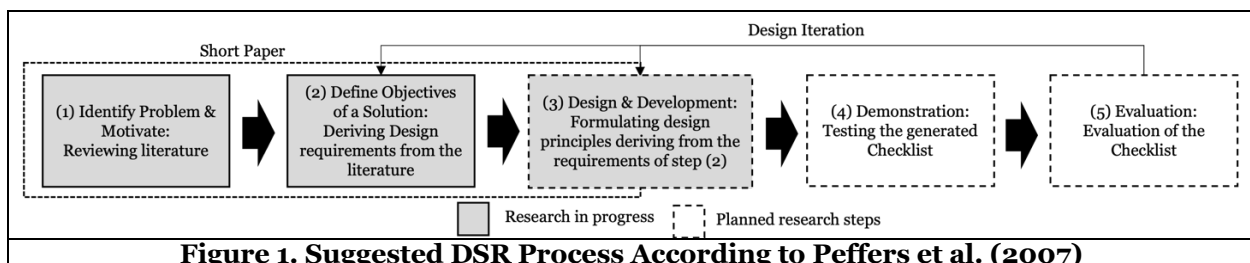 Design Iteration
Short Paper
(1) Identify Problem &
Motivate:
Reviewing literature
(2) Define Objectives
of a Solution:
Deriving Design
requirements from the
literature
(3) Design & Development:
Formulating design
principles deriving from the
requirements of step (2)
(4) Demonstration:
Testing the generated
Checklist
(5) Evaluation:
Evaluation of the
Checklist
Research in progress
Planned research steps
Figure 1. Suggested DSR Process According to Peffers et al. (2007)